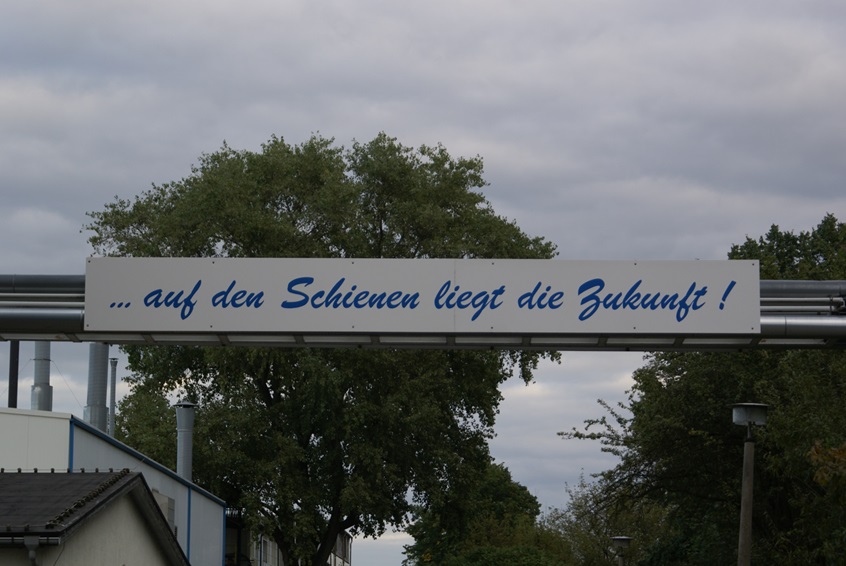 ... auf den Schienen liegt die Zukunft !